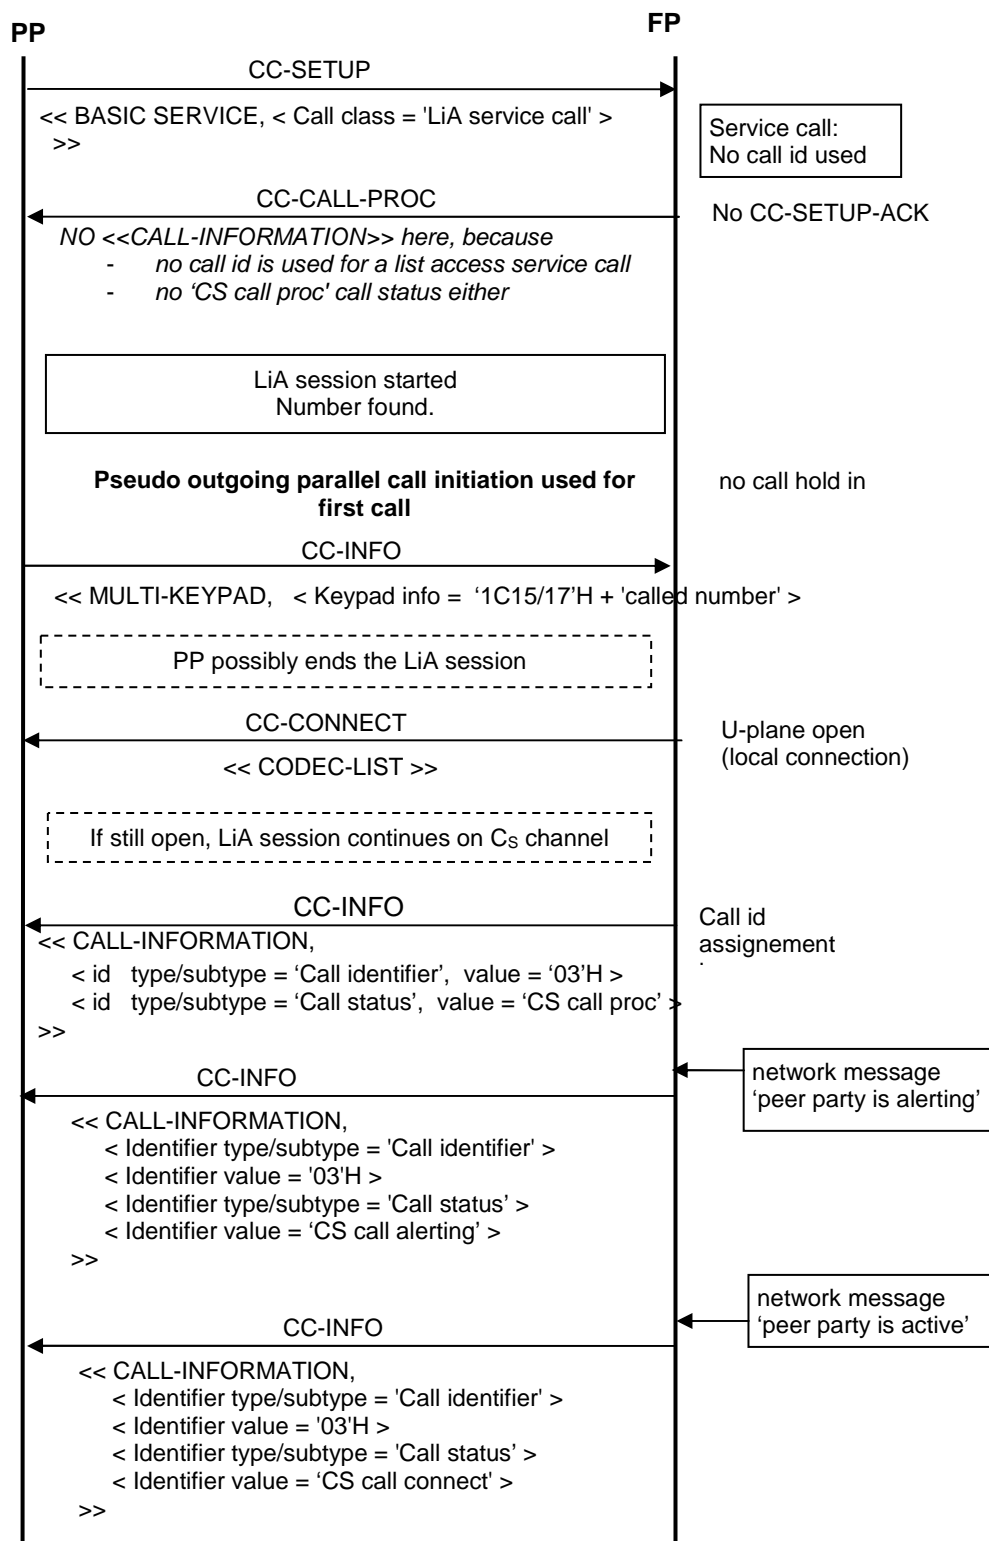 PP
FP
CC-SETUP
<< BASIC SERVICE, < Call class = 'LiA service call' >
>>
Service call:
No call id used
CC-CALL-PROC
No CC-SETUP-ACK
NO <<CALL-INFORMATION>> here, because
- no call id is used for a list access service call
- no ‘CS call proc' call status either
LiA session started
Number found.
Pseudo outgoing parallel call initiation used for
first call
no call hold in
CC-INFO
<< MULTI-KEYPAD, < Keypad info = ‘1C15/17’H + 'called number' >
PP possibly ends the LiA session
CC-CONNECT
U-plane open
(local connection)
<< CODEC-LIST >>
If still open, LiA session continues on CS channel
CC-INFO
Call id
assignement
<< CALL-INFORMATION,
< id type/subtype = ‘Call identifier’, value = ‘03’H >
< id type/subtype = ‘Call status’, value = ‘CS call proc’ >
>>
network message
‘peer party is alerting’
CC-INFO
<< CALL-INFORMATION,
< Identifier type/subtype = 'Call identifier' >
< Identifier value = '03'H >
< Identifier type/subtype = 'Call status’ >
< Identifier value = ‘CS call alerting’ >
>>
network message
‘peer party is active’
CC-INFO
<< CALL-INFORMATION,
< Identifier type/subtype = 'Call identifier' >
< Identifier value = '03'H >
< Identifier type/subtype = 'Call status’ >
< Identifier value = ‘CS call connect' >
>>